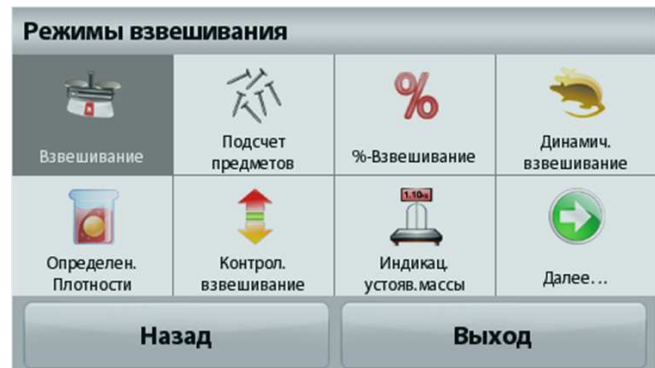 Режимы взвешивания
Взвешивание
Подсчет
предметов
%-Взвешивание
Динамич.
взвешивание
Определен.
Плотности
Контрол.
взвешивание
1.10kg
Индикац.
устояв.массы
Далее...
Назад
Выход